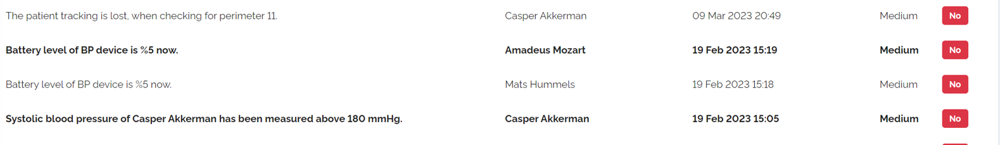 The patient tracking is lost, when checking for perimeter 11. Casper Akkerman 09 Mar 2023 20:49 Medium No
Battery level of BP device is %5 now. Amadeus Mozart 19 Feb 2023 15:19 Medium No
Battery level of BP device is %5 now. Mats Hummels 19 Feb 2023 15:18 Medium No
Systolic blood pressure of Casper Akkerman has been measured above 180 mmHg. Casper Akkerman 19 Feb 2023 15:05 Medium No